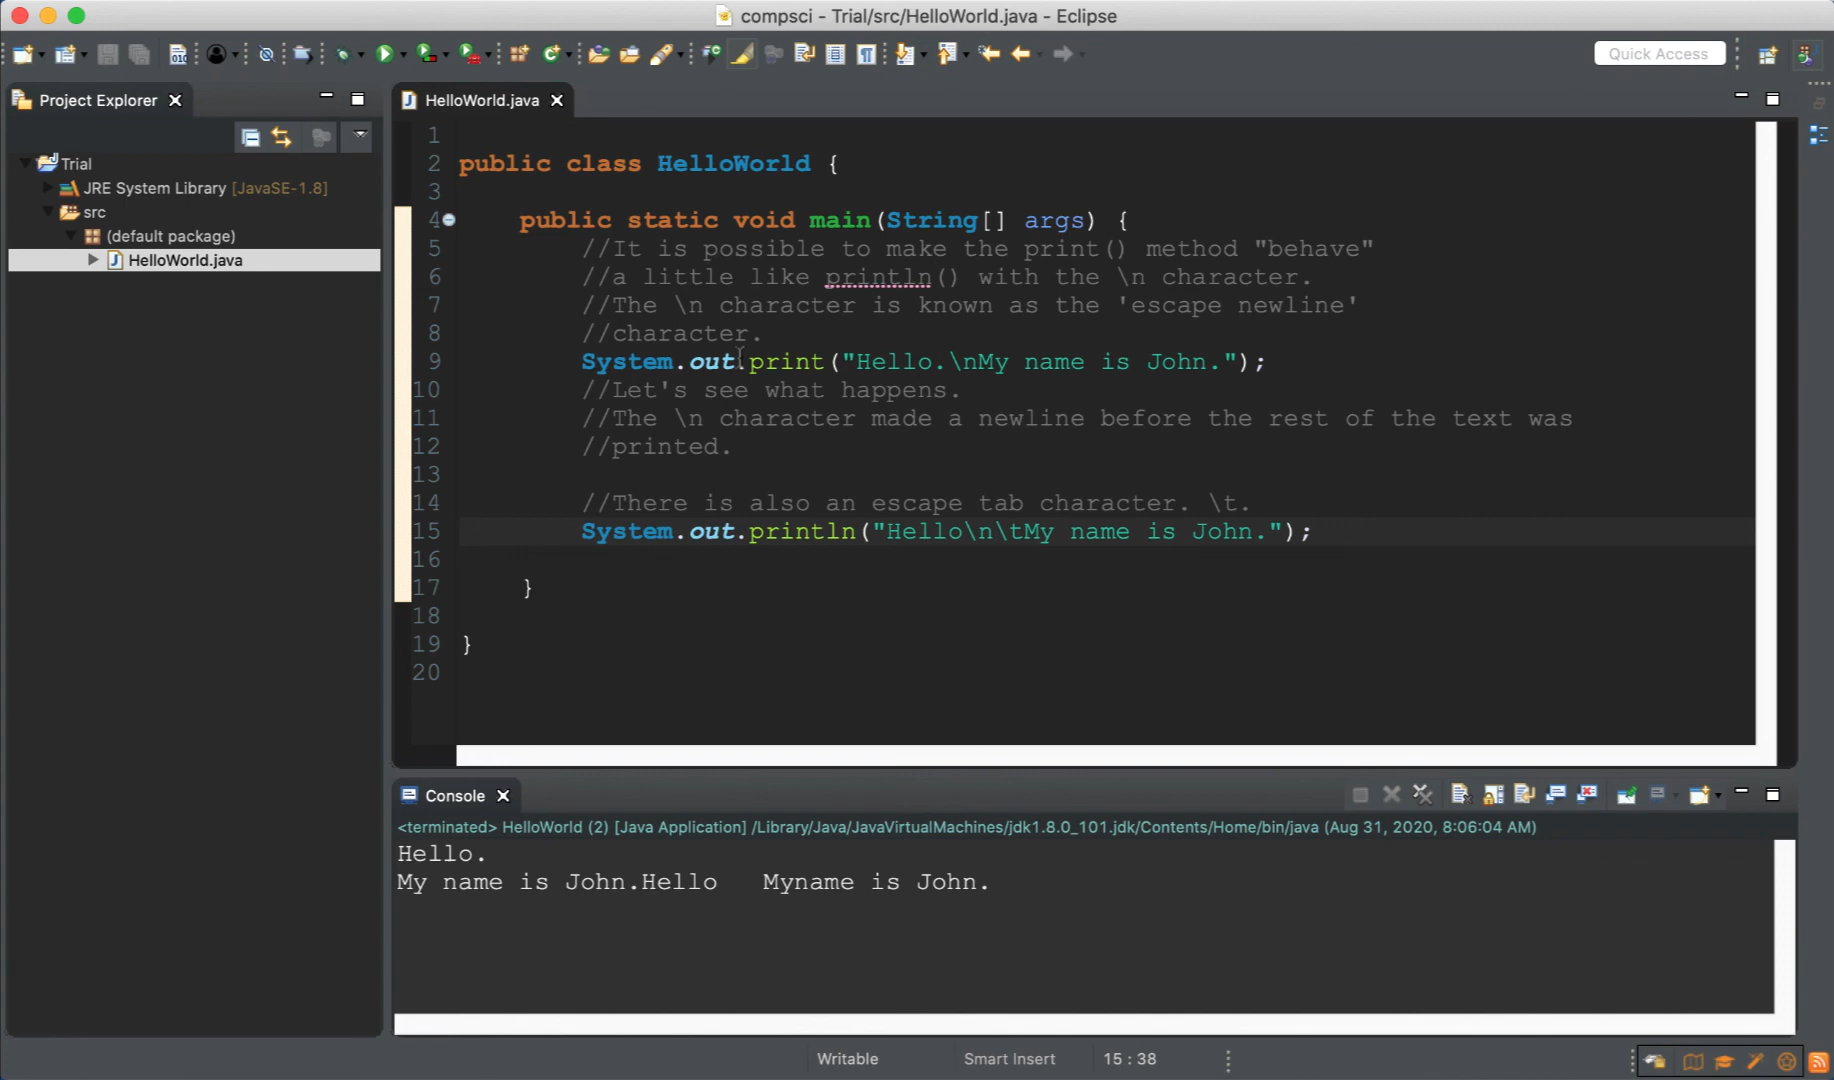 compsci - Trial/src/HelloWorld.java - Eclipse
Quick Access
Project Explorer
HelloWorld.java
Trial
JRE System Library [JavaSE-1.8]
src
(default package)
HelloWorld.java
1
2 public class HelloWorld {
3
4 public static void main(String[] args) {
5 //It is possible to make the print() method "behave"
6 //a little like println() with the \n character.
7 //The \n character is known as the 'escape newline'
8 //character.
9 System.out.print("Hello.\nMy name is John.");
10 //Let's see what happens.
11 //The \n character made a newline before the rest of the text was
12 //printed.
13
14 //There is also an escape tab character. \t.
15 System.out.println("Hello\n\tMy name is John.");
16
17 }
18
19 }
20
Console
<terminated> HelloWorld (2) [Java Application] /Library/Java/JavaVirtualMachines/jdk1.8.0_101.jdk/Contents/Home/bin/java (Aug 31, 2020, 8:06:04 AM)
Hello.
My name is John.Hello   Myname is John.
Writable
Smart Insert
15 : 38